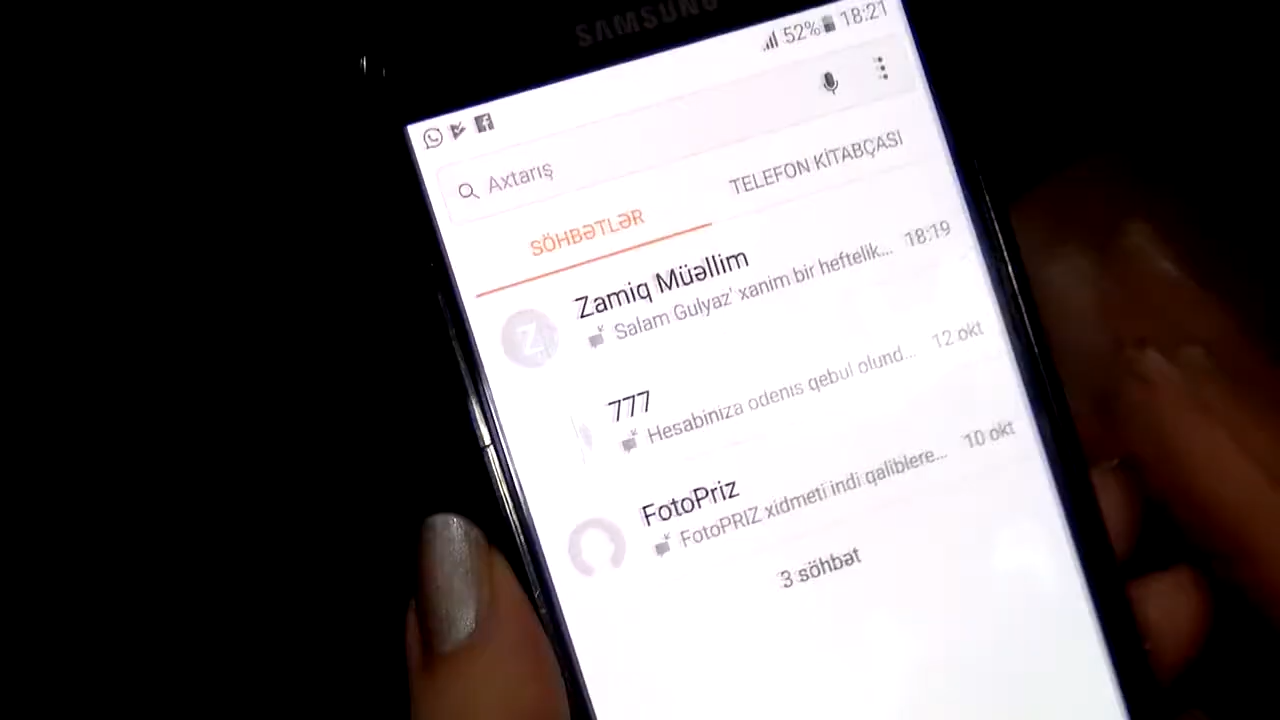 SAMSUNG
52% 18:21
Axtarış
SÖHBƏTLƏR TELEFON KİTABÇASI
Zamiq Müəllim 18:19
Salam Gulyaz' xanim bir heftelik...
777 12 okt
Hesabiniza odenis qebul olund...
FotoPriz 10 okt
FotoPRIZ xidmeti indi qaliblere...
3 söhbət
Z